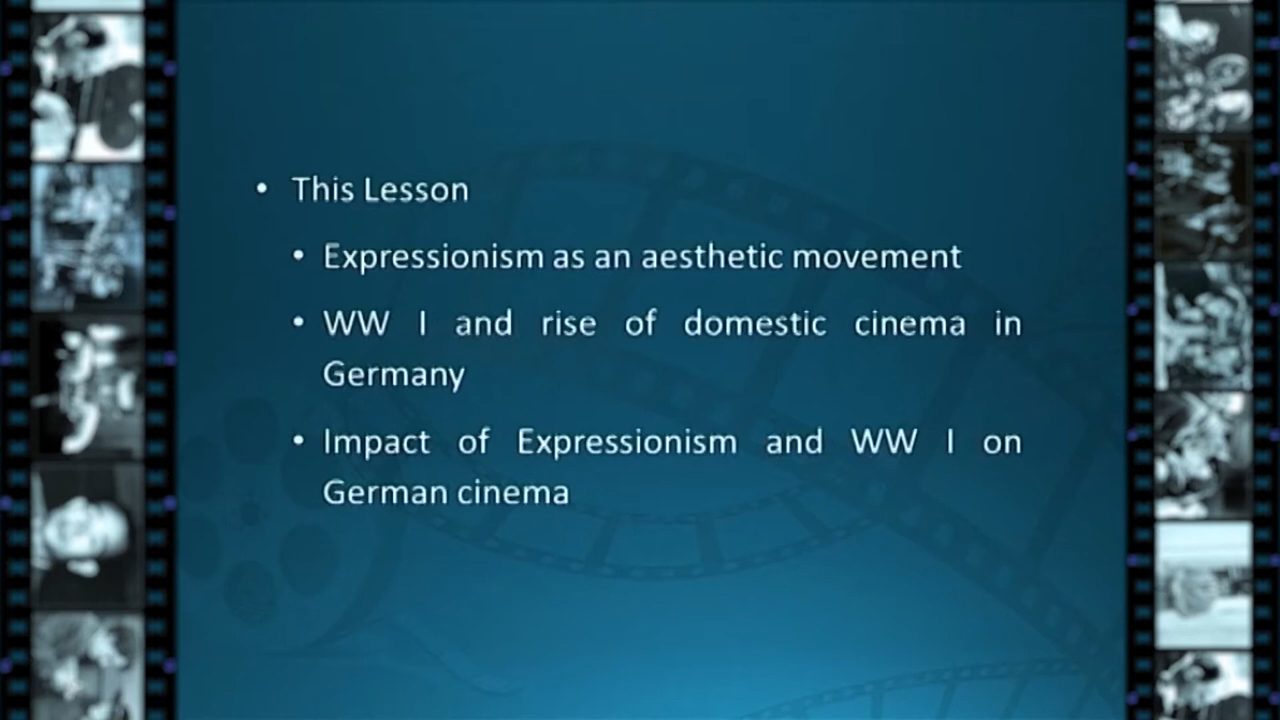 • This Lesson
• Expressionism as an aesthetic movement
• WW I and rise of domestic cinema in
Germany
• Impact of Expressionism and WW I on
German cinema